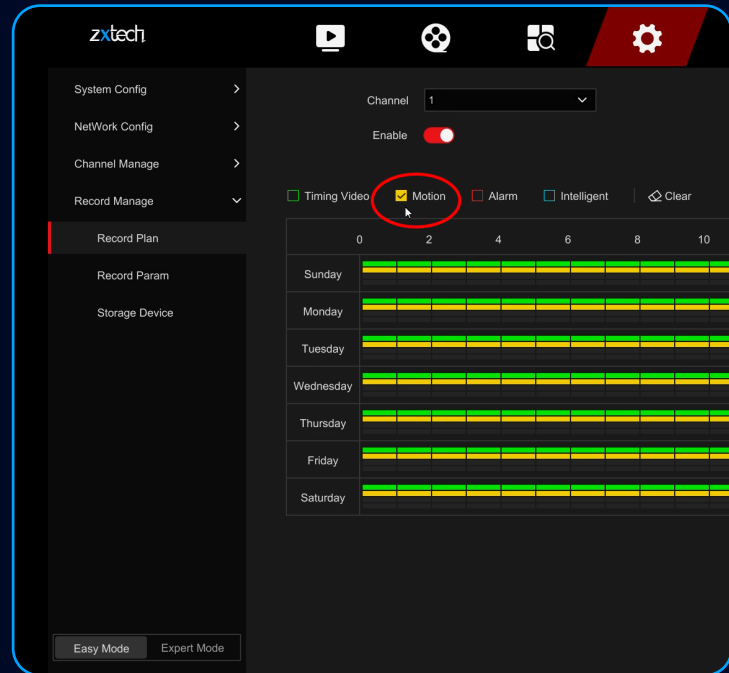 zxtech
System Config
NetWork Config
Channel Manage
Record Manage
Record Plan
Record Param
Storage Device
Easy Mode Expert Mode
Channel 1
Enable
Timing Video Motion Alarm Intelligent Clear
0 2 4 6 8 10
Sunday
Monday
Tuesday
Wednesday
Thursday
Friday
Saturday